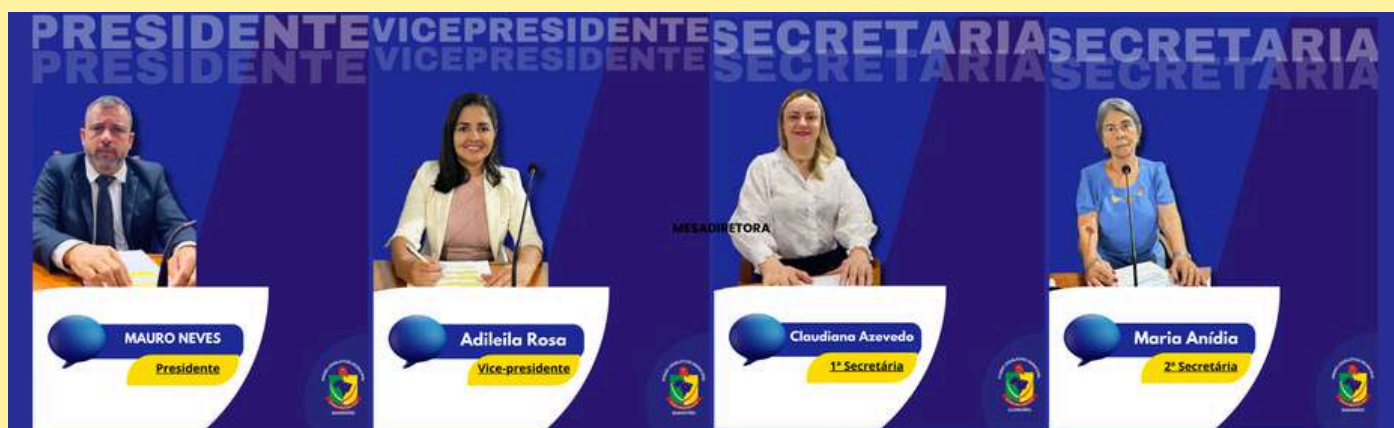 PRESIDENTE
PRESIDENTE
MAURO NEVES
Presidente
VICEPRESIDENTE
VICEPRESIDENTE
Adileila Rosa
Vice-presidente
MESADIRETORA
SECRETARIA
SECRETARIA
Claudiana Azevedo
1ª Secretária
SECRETARIA
SECRETARIA
Maria Anídia
2ª Secretária